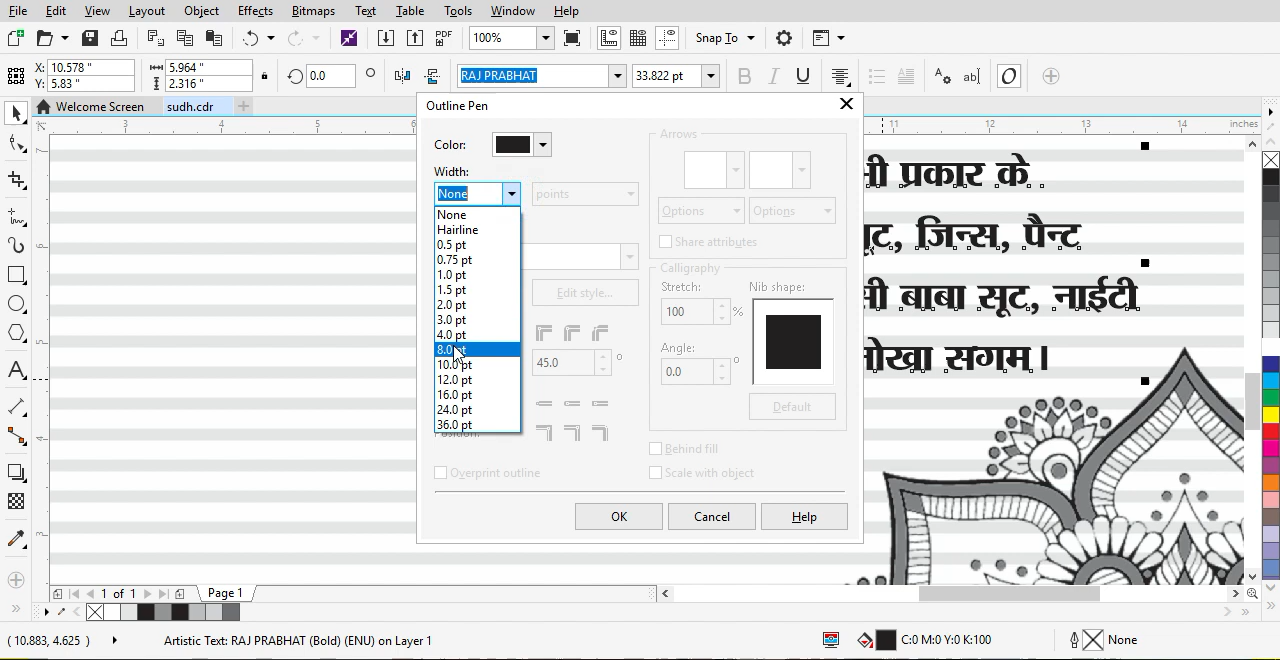 File Edit View Layout Object Effects Bitmaps Text Table Tools Window Help
100% Snap To
X: 10.578 " 5.964 " 0.0 RAJ PRABHAT 33.822 pt
Y: 5.83 " 2.316 "
Welcome Screen sudh.cdr
Outline Pen
3 4 5 6 11 12 13 14 inches
Color:
Width:
None points
None
Hairline
0.5 pt
0.75 pt
1.0 pt
1.5 pt
2.0 pt
3.0 pt
4.0 pt
8.0 pt
10.0 pt
12.0 pt
16.0 pt
24.0 pt
36.0 pt
Edit style...
45.0 °
Position:
Overprint outline
Arrows
Options Options
Share attributes
Calligraphy
Stretch: Nib shape:
100 %
Angle:
0.0 °
Default
Behind fill
Scale with object
OK Cancel Help
प्रकार के
जिन्स, पैन्ट
बाबा सूट, नाईटी
संगम।
7
6
5
4
3
1 of 1 Page 1
( 10.883, 4.625 ) Artistic Text: RAJ PRABHAT (Bold) (ENU) on Layer 1 C:0 M:0 Y:0 K:100 None